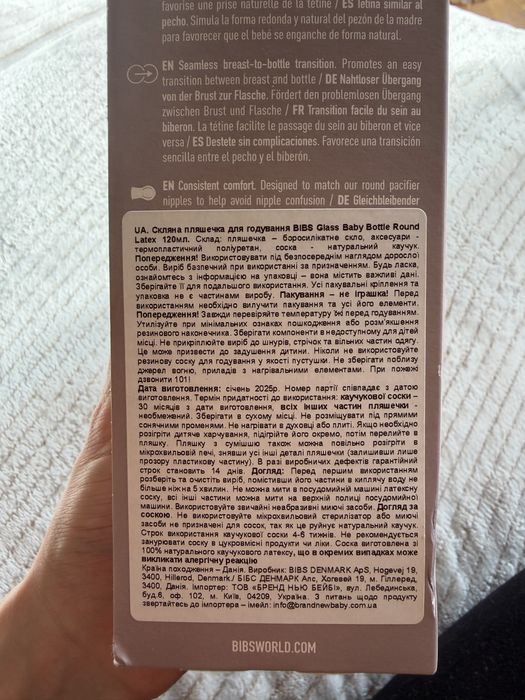 favorise une prise naturelle de la tétine / ES Tetina similar al
pecho. Simula la forma redonda y natural del pezón de la madre
para favorecer que el bebé se enganche de forma natural.
EN Seamless breast-to-bottle transition. Promotes an easy
transition between breast and bottle / DE Nahtloser Übergang
von der Brust zur Flasche. Fördert den problemlosen Übergang
zwischen Brust und Flasche / FR Transition facile du sein au
biberon. La tétine facilite le passage du sein au biberon et vice
versa / ES Destete sin complicaciones. Favorece una transición
sencilla entre el pecho y el biberón.
EN Consistent comfort. Designed to match our round pacifier
nipples to help avoid nipple confusion / DE Gleichbleibender
UA. Скляна пляшечка для годування BIBS Glass Baby Bottle Round
Latex 120мл. Склад: пляшечка – боросилікатне скло, аксесуари -
термопластичний поліуретан, соска - натуральний каучук.
Попередження! Використовувати під безпосереднім наглядом дорослої
особи. Виріб безпечний при використанні за призначенням. Будь ласка,
ознайомтесь з інформацією на упаковці – вона містить важливі дані.
Зберігайте її для подальшого використання. Усі пакувальні кріплення та
упаковка не є частинами виробу. Пакування – не іграшка! Перед
використанням необхідно вилучити пакування та усі його елементи.
Попередження! Завжди перевіряйте температуру їжі перед годуванням.
Утилізуйте при мінімальних ознаках пошкодження або розм'якшення
резинового наконечника. Зберігати компоненти в недоступному для дітей
місці. Не прикріплюйте виріб до шнурів, стрічок та вільних частин одягу.
Це може призвести до задушення дитини. Ніколи не використовуйте
резинову соску для годування у якості пустушки. Не зберігати поблизу
джерел вогню, приладів з нагрівальними елементами. При пожежі
дзвонити 101!
Дата виготовлення: січень 2025р. Номер партії співпадає з датою
виготовлення. Термін придатності до використання: каучукової соски –
30 місяців з дати виготовлення, всіх інших частин пляшечки -
необмежений. Зберігати в сухому місці. Не розміщувати під прямими
сонячними променями. Не нагрівати в духовці або плиті. Якщо необхідно
розігріти дитяче харчування, підігрійте його окремо, потім перелийте в
пляшку. Пляшку з сумішшю також можна повільно розігріти в
мікрохвильовій печі, знявши усі інші деталі пляшечки (залишивши лише
прозору пластикову частину). В разі виробничих дефектів гарантійний
строк становить 14 днів. Догляд: Перед першим використанням
розберіть та очистіть виріб, помістивши його частини в киплячу воду не
більше ніж на 5 хвилин. Не можна мити в посудомийній машині латексну
соску, всі інші частини можна мити на верхній полиці посудомийної)
машини. Використовуйте звичайні неабразивні миючі засоби. Догляд за
соскою. Не використовуйте мікрохвильовий стерилізатор або миючі
засоби не призначені для сосок, так як це руйнує натуральний каучук.
Строк використання каучукової соски 4-6 тижнів. Не рекомендується
занурювати соску в цукровмісні продукти чи ліки. Соска виготовлена зі
100% натурального каучукового латексу, що в окремих випадках може
викликати алергічну реакцію
Країна походження – Данія. Виробник: BIBS DENMARK ApS, Hogevej 19,
3400, Hillerod, Denmark / БІБС ДЕНМАРК Апс, Хогевей 19, м. Гіллеред,
3400, Данія. Імпортер: ТОВ «БРЕНД НЬЮ БЕЙБІ», вул. Лебединська,
буд.6, оф. 102, м. Київ, 04209, Україна. З питань щодо продукту
звертайтесь до імпортера – імейл: info@brandnewbaby.com.ua
BIBSWORLD.COM